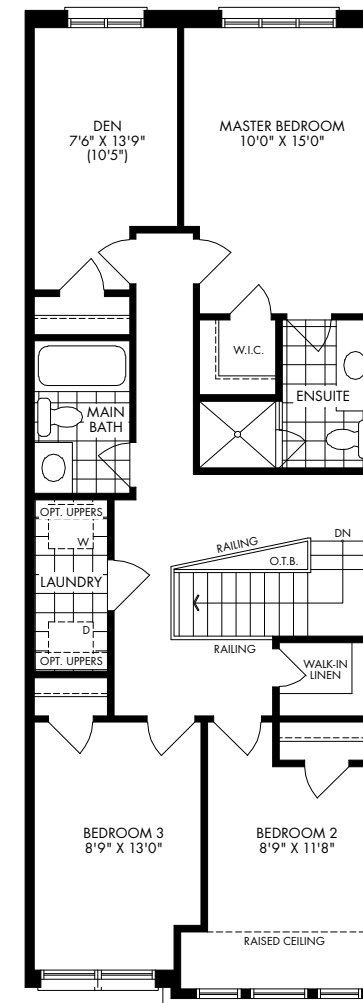 DEN
7'6" X 13'9"
(10'5")
MASTER BEDROOM
10'0" X 15'0"
W.I.C.
ENSUITE
MAIN
BATH
OPT. UPPERS
W
LAUNDRY
D
OPT. UPPERS
RAILING
O.T.B.
DN
RAILING
WALK-IN
LINEN
BEDROOM 3
8'9" X 13'0"
BEDROOM 2
8'9" X 11'8"
RAISED CEILING